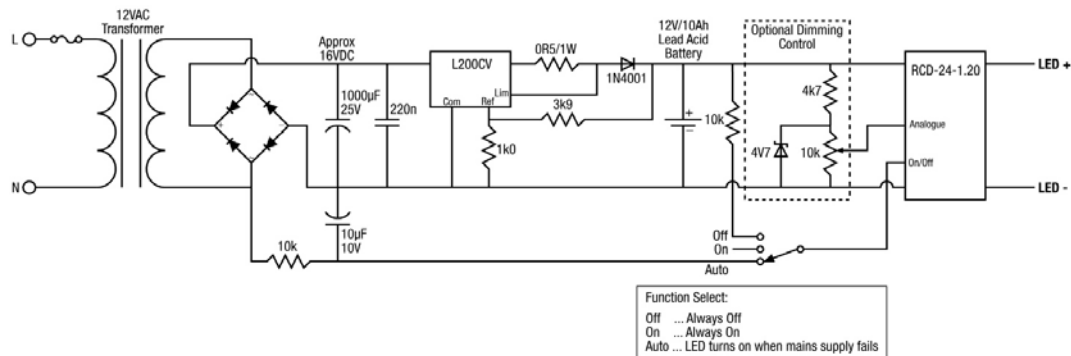 12VAC
Transformer
L
N
Approx
16VDC
1000µF
25V
220n
10µF
10V
10k
L200CV
Com
Ref
Lim
0R5/1W
1N4001
3k9
1k0
12V/10Ah
Lead Acid
Battery
+
–
10k
Optional Dimming
Control
4k7
4V7
10k
RCD-24-1.20
Analogue
On/Off
LED +
LED -
Off
On
Auto
Function Select:
Off ... Always Off
On ... Always On
Auto ... LED turns on when mains supply fails